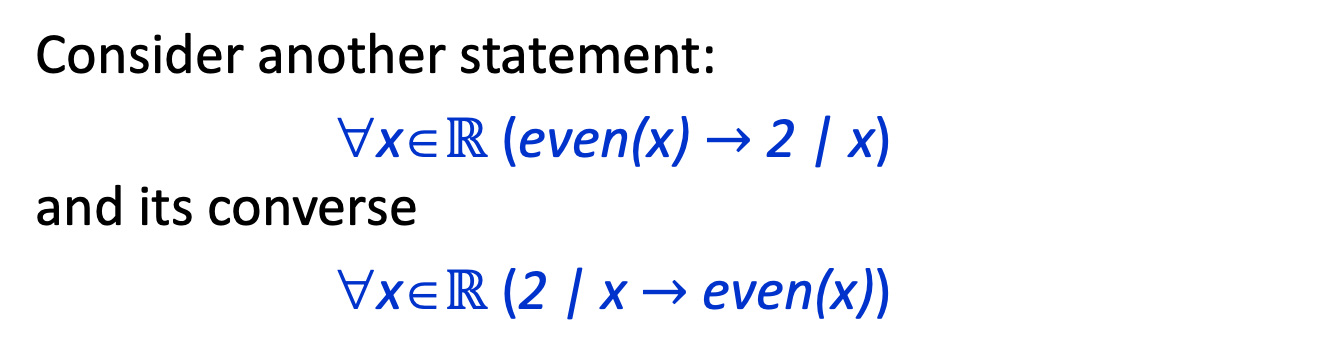 Consider another statement:
∀x∈ℝ (even(x) → 2 | x)
and its converse
∀x∈ℝ (2 | x → even(x))